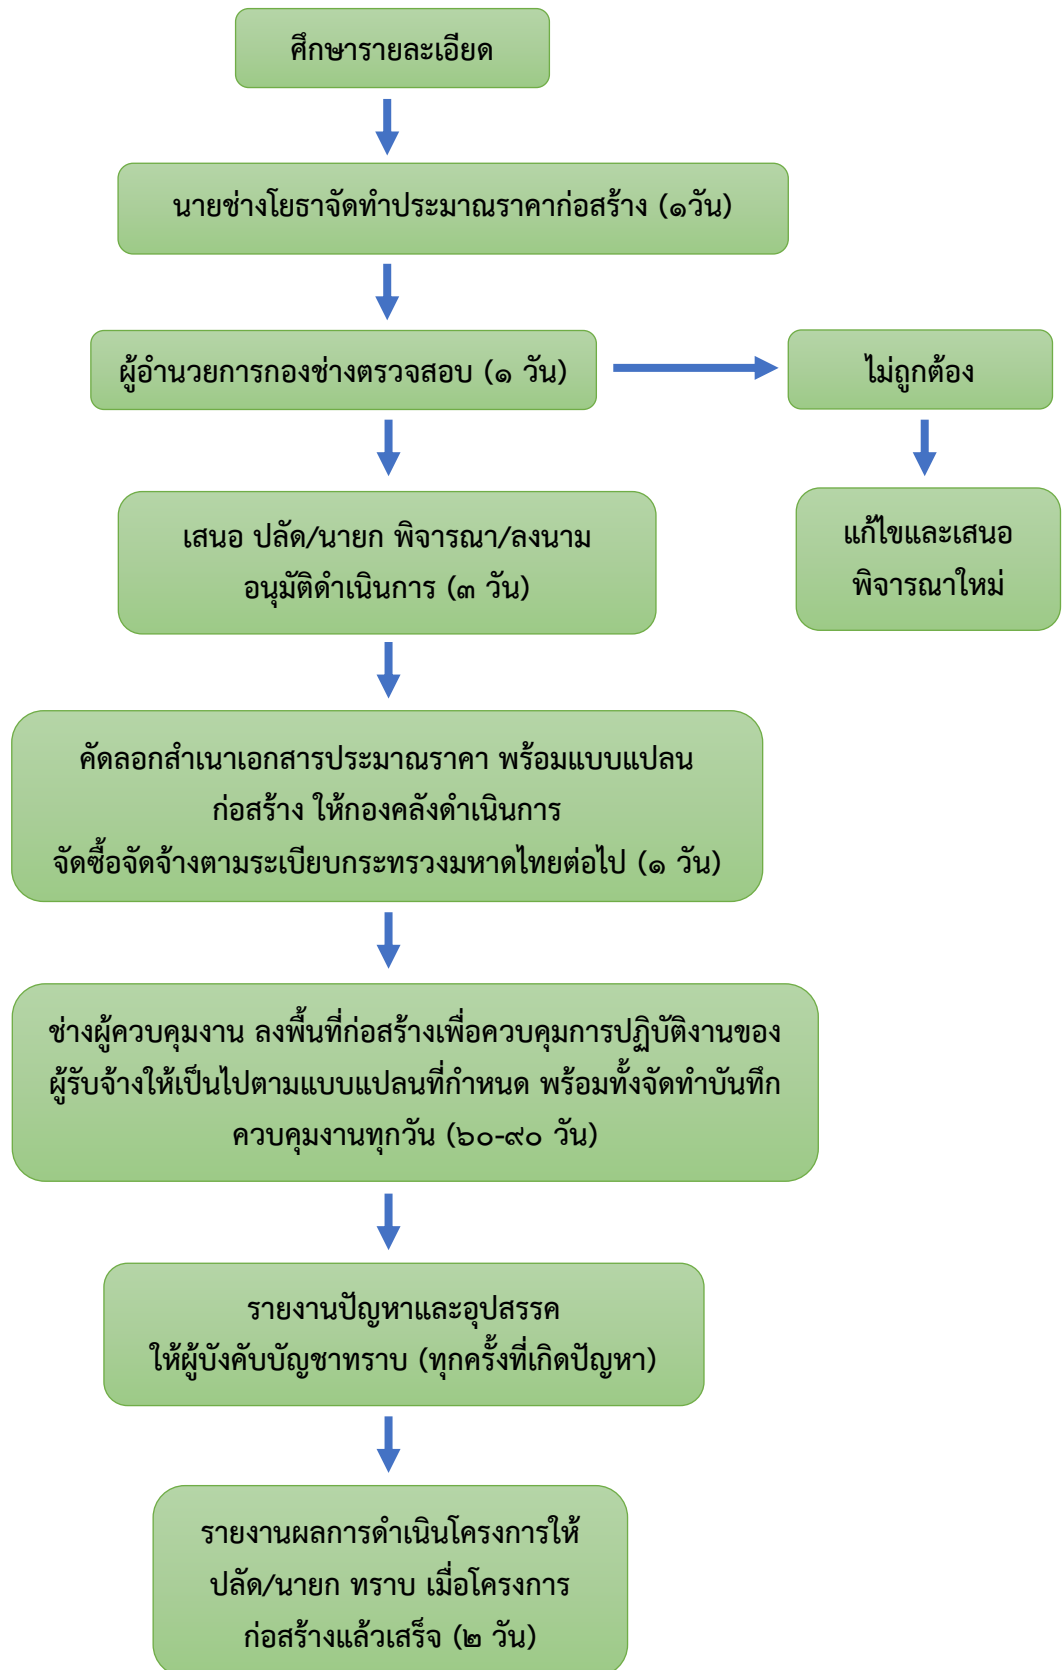 ศึกษารายละเอียด
นายช่างโยธาจัดทำประมาณราคาก่อสร้าง (๑วัน)
ผู้อำนวยการกองช่างตรวจสอบ (๑ วัน)
ไม่ถูกต้อง
เสนอ ปลัด/นายก พิจารณา/ลงนาม
อนุมัติดำเนินการ (๓ วัน)
แก้ไขและเสนอ
พิจารณาใหม่
คัดลอกสำเนาเอกสารประมาณราคา พร้อมแบบแปลน
ก่อสร้าง ให้กองคลังดำเนินการ
จัดซื้อจัดจ้างตามระเบียบกระทรวงมหาดไทยต่อไป (๑ วัน)
ช่างผู้ควบคุมงาน ลงพื้นที่ก่อสร้างเพื่อควบคุมการปฏิบัติงานของ
ผู้รับจ้างให้เป็นไปตามแบบแปลนที่กำหนด พร้อมทั้งจัดทำบันทึก
ควบคุมงานทุกวัน (๖๐-๙๐ วัน)
รายงานปัญหาและอุปสรรค
ให้ผู้บังคับบัญชาทราบ (ทุกครั้งที่เกิดปัญหา)
รายงานผลการดำเนินโครงการให้
ปลัด/นายก ทราบ เมื่อโครงการ
ก่อสร้างแล้วเสร็จ (๒ วัน)